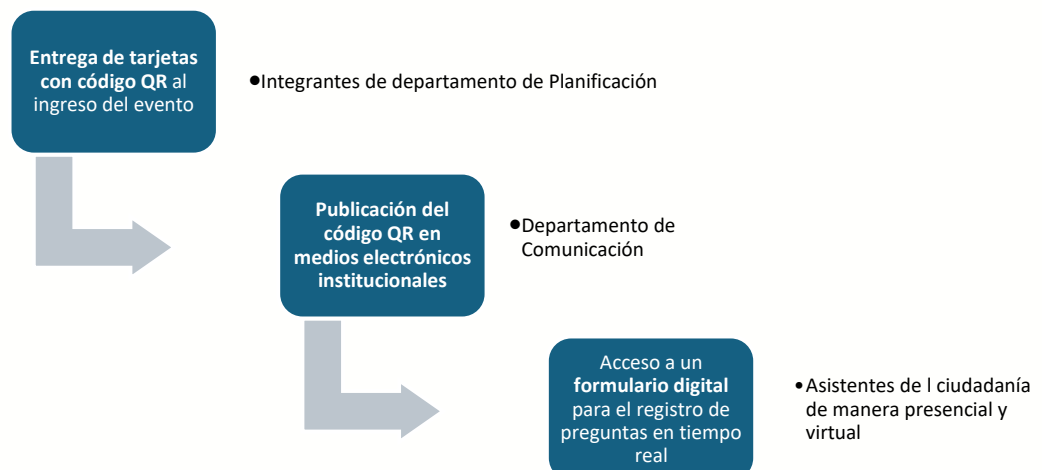 Entrega de tarjetas
con código QR al
ingreso del evento
•Integrantes de departamento de Planificación
Publicación del
código QR en
medios electrónicos
institucionales
•Departamento de
Comunicación
Acceso a un
formulario digital
para el registro de
preguntas en tiempo
real
•Asistentes de l ciudadanía
de manera presencial y
virtual